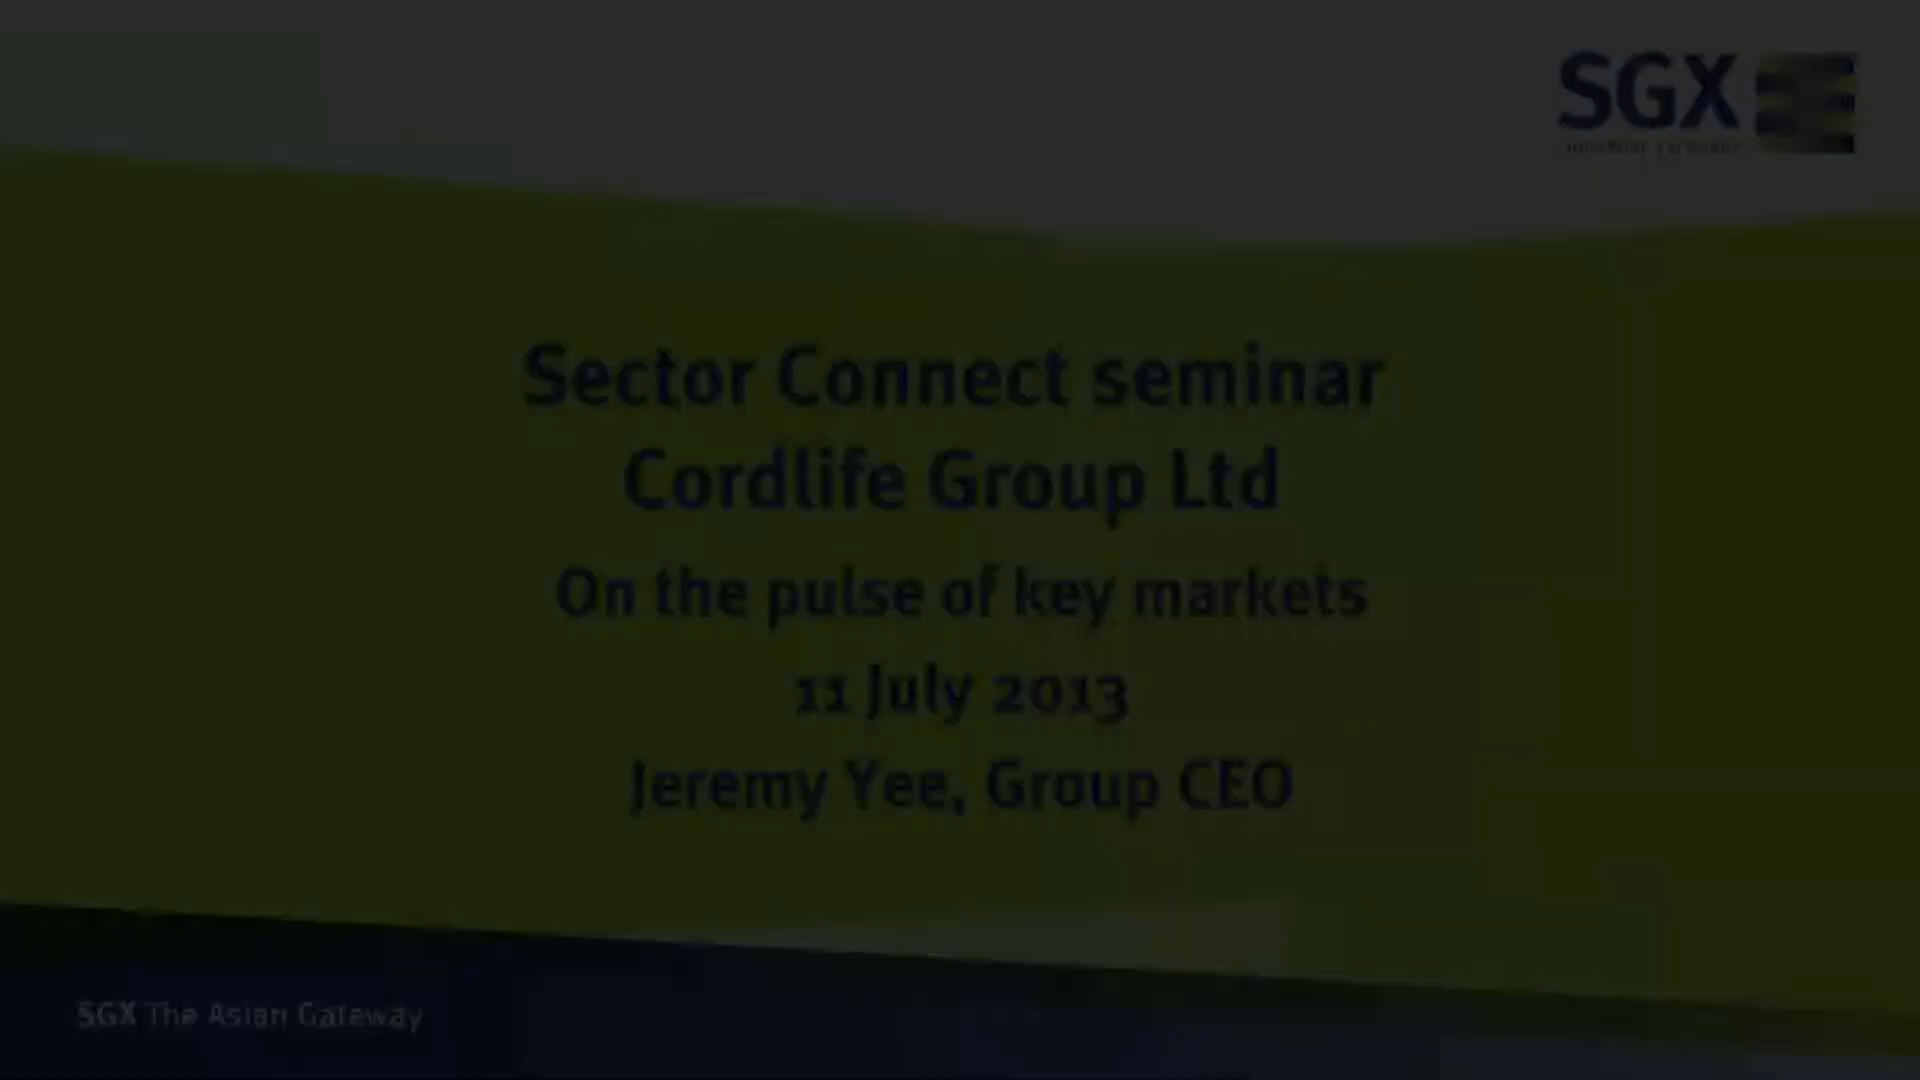 SGX
Sector Connect seminar
Cordlife Group Ltd
On the pulse of key markets
11 July 2013
Jeremy Yee, Group CEO
SGX The Asian Gateway